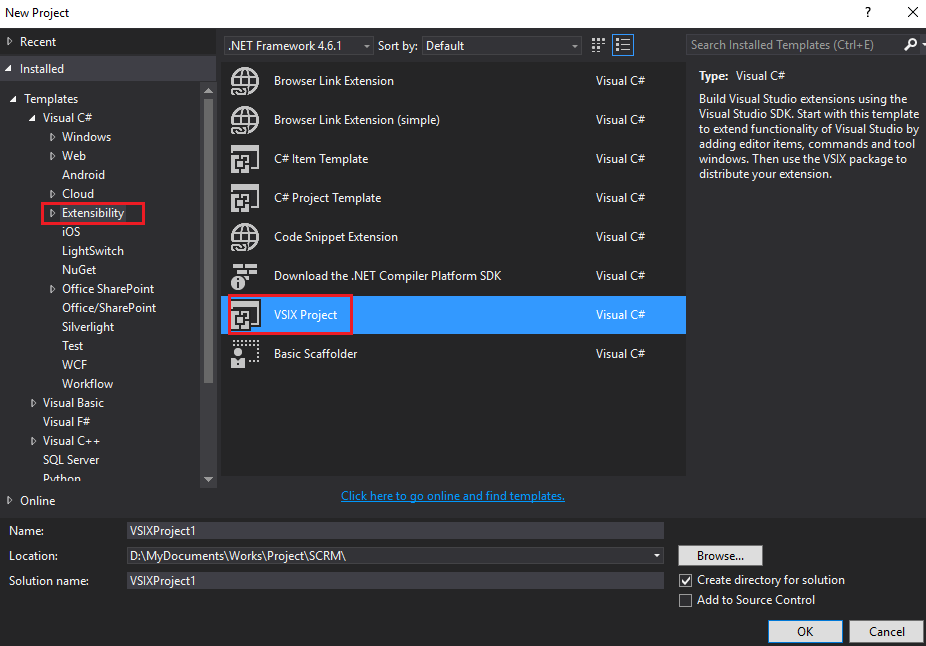 New Project
?
Recent
Installed
Templates
Visual C#
Windows
Web
Android
Cloud
Extensibility
iOS
LightSwitch
NuGet
Office SharePoint
Office/SharePoint
Silverlight
Test
WCF
Workflow
Visual Basic
Visual F#
Visual C++
SQL Server
Python
Online
.NET Framework 4.6.1 Sort by: Default
Browser Link Extension Visual C#
Browser Link Extension (simple) Visual C#
C# Item Template Visual C#
C# Project Template Visual C#
Code Snippet Extension Visual C#
Download the .NET Compiler Platform SDK Visual C#
VSIX Project Visual C#
Basic Scaffolder Visual C#
Click here to go online and find templates.
Search Installed Templates (Ctrl+E)
Type: Visual C#
Build Visual Studio extensions using the
Visual Studio SDK. Start with this template
to extend functionality of Visual Studio by
adding editor items, commands and tool
windows. Then use the VSIX package to
distribute your extension.
Name: VSIXProject1
Location: D:\MyDocuments\Works\Project\SCRM\
Browse...
Solution name: VSIXProject1
Create directory for solution
Add to Source Control
OK Cancel